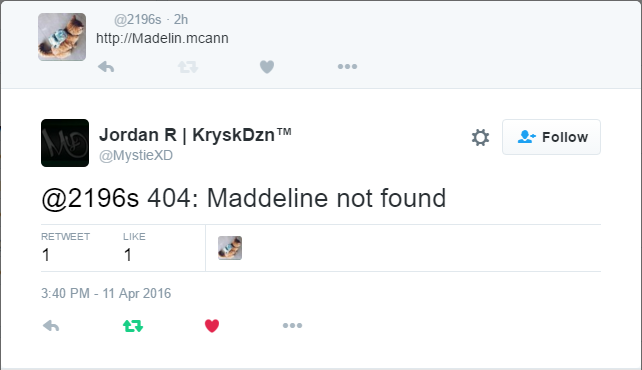 @2196s · 2h
http://Madelin.mcann
Jordan R | KryskDzn™
@MystieXD
Follow
@2196s 404: Maddeline not found
RETWEET LIKE
1 1
3:40 PM - 11 Apr 2016